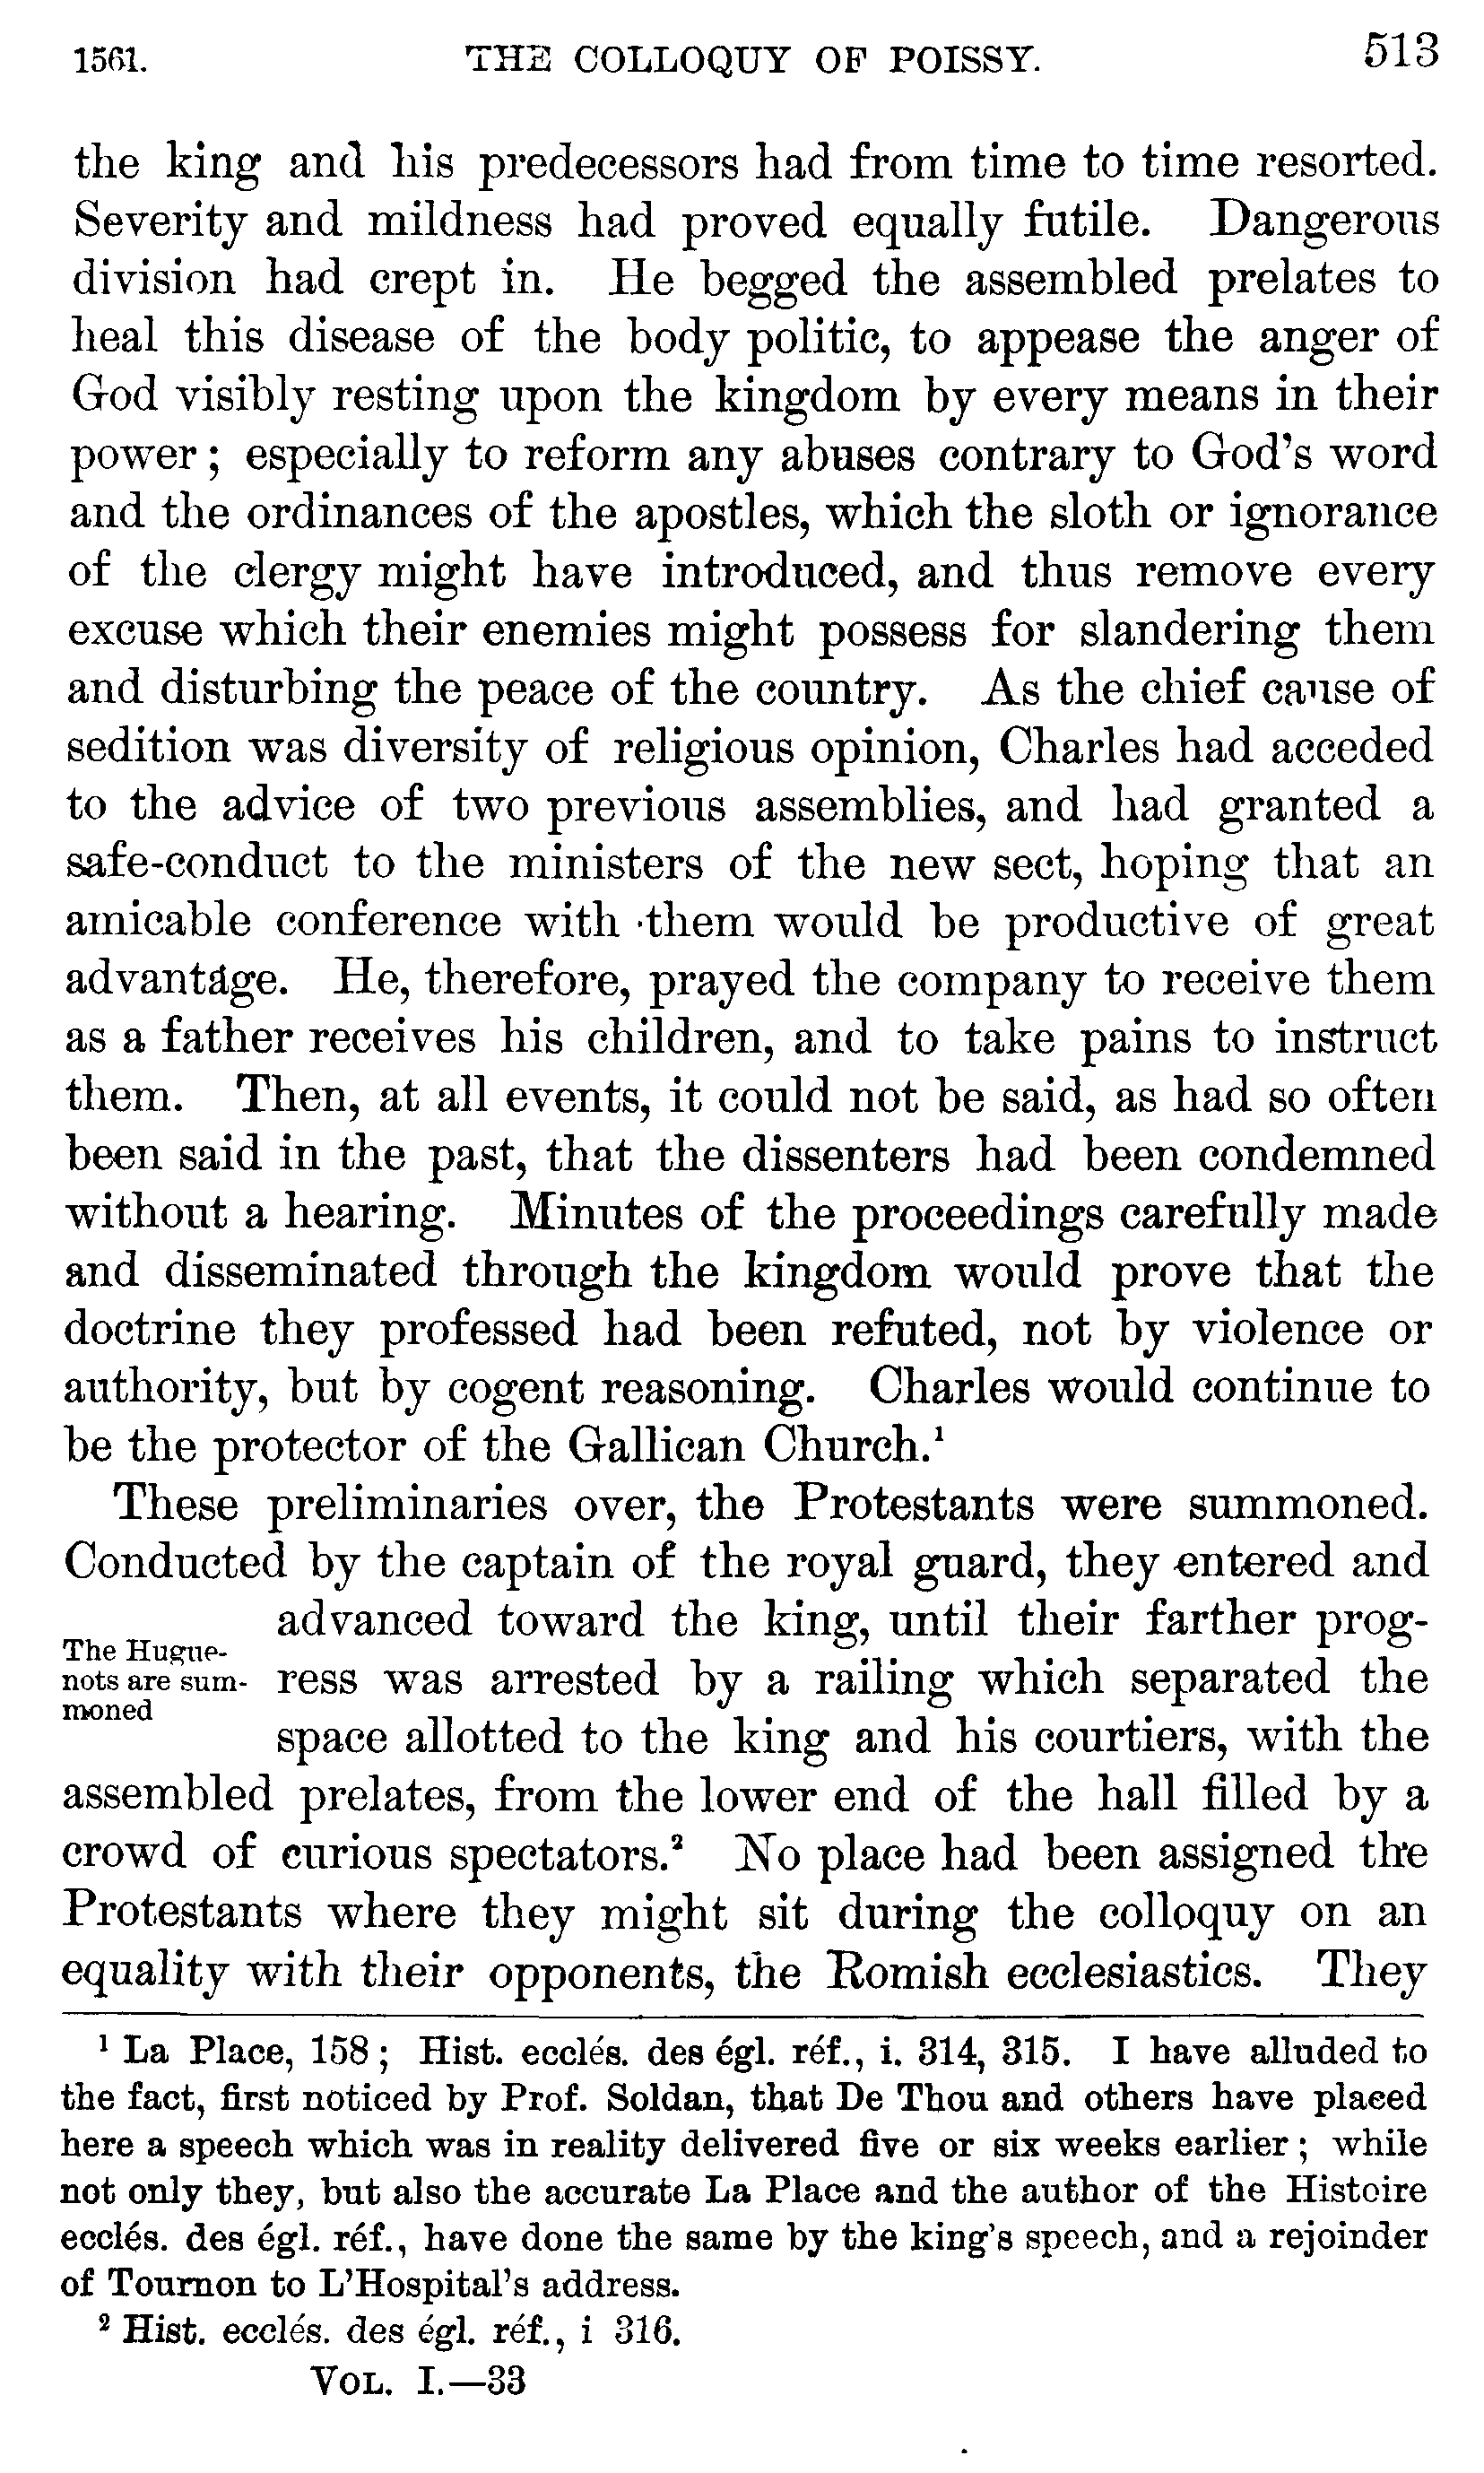 1561. THE COLLOQUY OF POISSY. 513
the king and his predecessors had from time to time resorted.
Severity and mildness had proved equally futile. Dangerous
division had crept in. He begged the assembled prelates to
heal this disease of the body politic, to appease the anger of
God visibly resting upon the kingdom by every means in their
power; especially to reform any abuses contrary to God's word
and the ordinances of the apostles, which the sloth or ignorance
of the clergy might have introduced, and thus remove every
excuse which their enemies might possess for slandering them
and disturbing the peace of the country. As the chief cause of
sedition was diversity of religious opinion, Charles had acceded
to the advice of two previous assemblies, and had granted a
safe-conduct to the ministers of the new sect, hoping that an
amicable conference with them would be productive of great
advantage. He, therefore, prayed the company to receive them
as a father receives his children, and to take pains to instruct
them. Then, at all events, it could not be said, as had so often
been said in the past, that the dissenters had been condemned
without a hearing. Minutes of the proceedings carefully made
and disseminated through the kingdom would prove that the
doctrine they professed had been refuted, not by violence or
authority, but by cogent reasoning. Charles would continue to
be the protector of the Gallican Church.¹
These preliminaries over, the Protestants were summoned.
Conducted by the captain of the royal guard, they entered and
The Hugue-
nots are sum-
moned
advanced toward the king, until their farther prog-
ress was arrested by a railing which separated the
space allotted to the king and his courtiers, with the
assembled prelates, from the lower end of the hall filled by a
crowd of curious spectators.² No place had been assigned the
Protestants where they might sit during the colloquy on an
equality with their opponents, the Romish ecclesiastics. They
¹ La Place, 158; Hist. ecclés. des égl. réf., i. 314, 315. I have alluded to
the fact, first noticed by Prof. Soldan, that De Thou and others have placed
here a speech which was in reality delivered five or six weeks earlier; while
not only they, but also the accurate La Place and the author of the Histoire
ecclés. des égl. réf., have done the same by the king's speech, and a rejoinder
of Tournon to L'Hospital's address.
² Hist. ecclés. des égl. réf., i 316.
VOL. I.—33